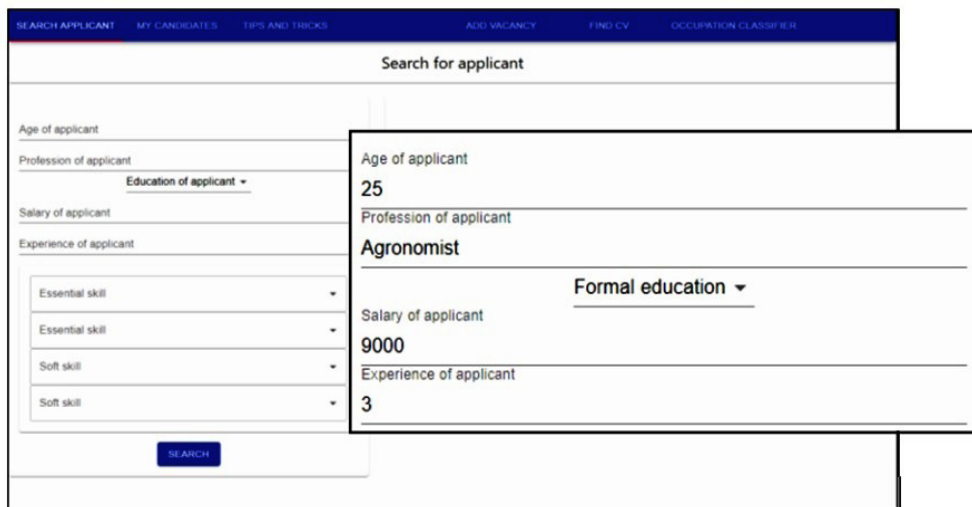 SEARCH APPLICANT MY CANDIDATES TIPS AND TRICKS ADD VACANCY FIND CV OCCUPATION CLASSIFIER
Search for applicant
Age of applicant
Profession of applicant
Education of applicant
Salary of applicant
Experience of applicant
Essential skill
Essential skill
Soft skill
Soft skill
SEARCH
Age of applicant
25
Profession of applicant
Agronomist
Formal education
Salary of applicant
9000
Experience of applicant
3